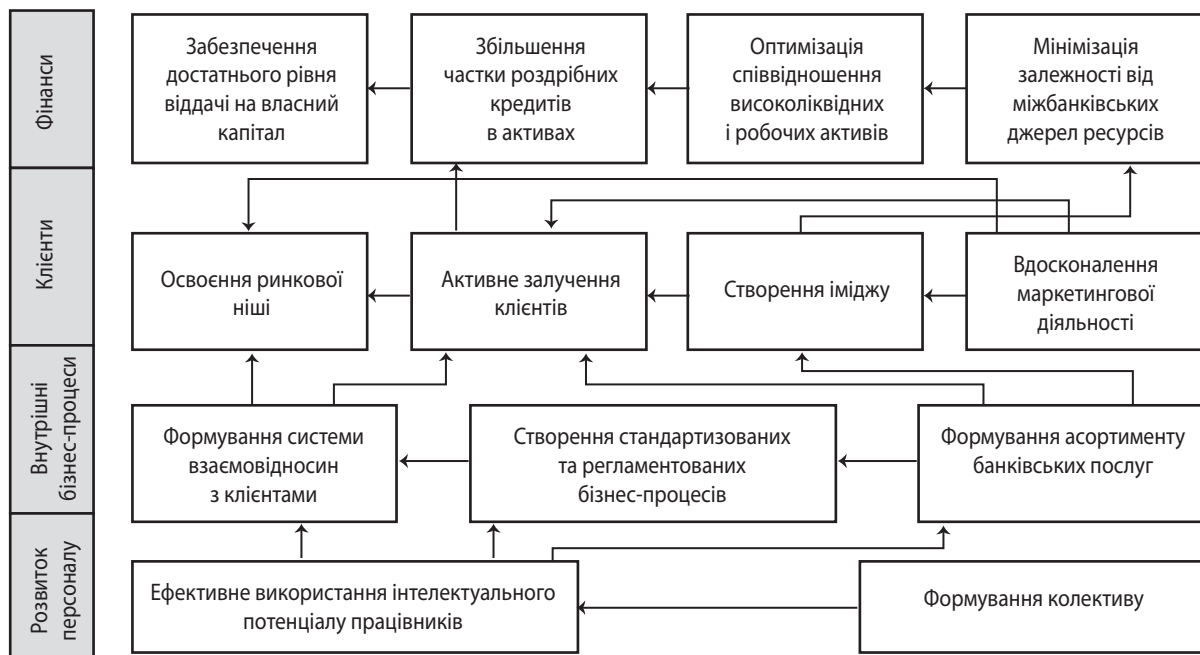 Фінанси
Забезпечення
достатнього рівня
віддачі на власний
капітал
Збільшення
частки роздрібних
кредитів
в активах
Оптимізація
співвідношення
високоліквідних
і робочих активів
Мінімізація
залежності від
міжбанківських
джерел ресурсів
Клієнти
Освоєння ринкової
ніші
Активне залучення
клієнтів
Створення іміджу
Вдосконалення
маркетингової
діяльності
Внутрішні
бізнес-процеси
Формування системи
взаємовідносин
з клієнтами
Створення стандартизованих
та регламентованих
бізнес-процесів
Формування асортименту
банківських послуг
Розвиток
персоналу
Ефективне використання інтелектуального
потенціалу працівників
Формування колективу